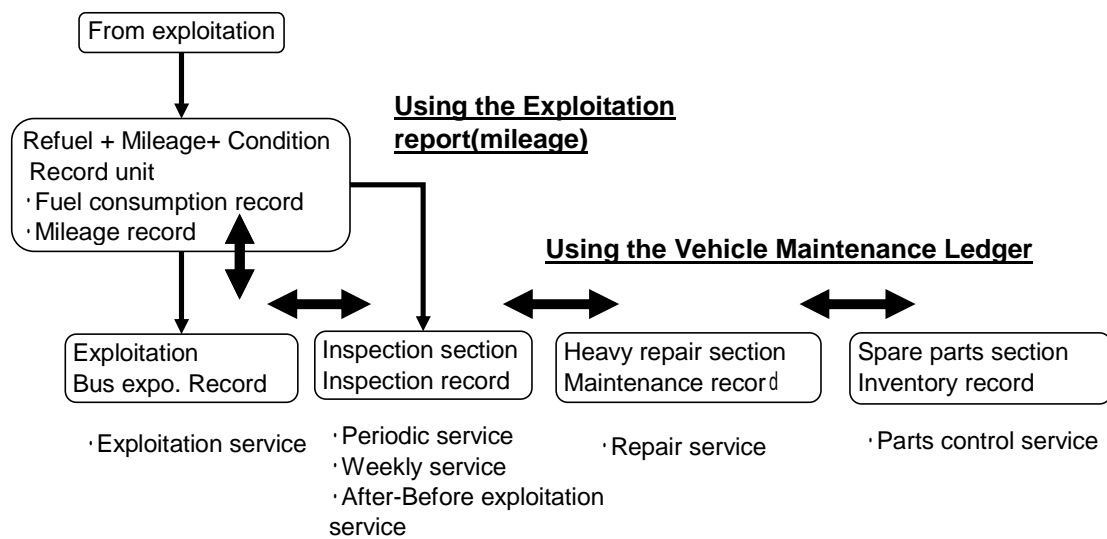 From exploitation
Using the Exploitation
report(mileage)
Refuel + Mileage+ Condition
Record unit
·Fuel consumption record
·Mileage record
Using the Vehicle Maintenance Ledger
Exploitation
Bus expo. Record
Inspection section
Inspection record
Heavy repair section
Maintenance record
Spare parts section
Inventory record
·Exploitation service
·Periodic service
·Weekly service
·After-Before exploitation
service
·Repair service
·Parts control service